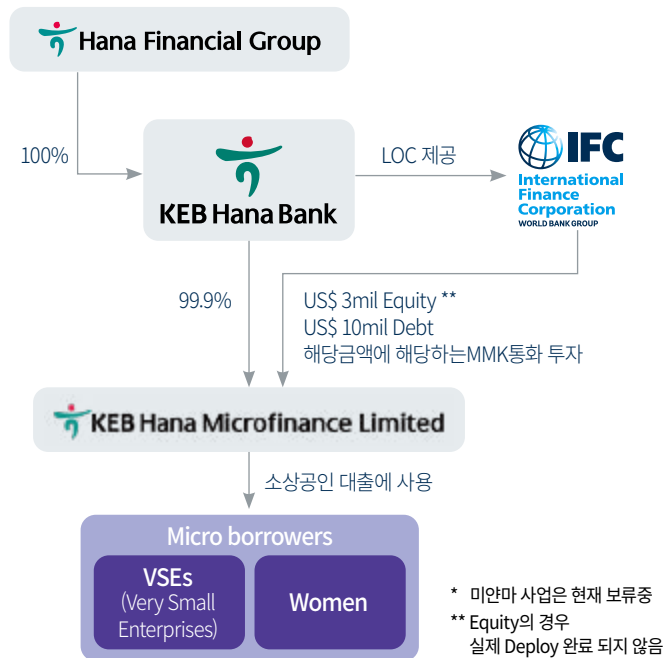 Hana Financial Group
100%
KEB Hana Bank
LOC 제공
IFC
International
Finance
Corporation
WORLD BANK GROUP
99.9%
US$ 3mil Equity **
US$ 10mil Debt
해당금액에 해당하는MMK통화 투자
KEB Hana Microfinance Limited
소상공인 대출에 사용
Micro borrowers
VSEs
(Very Small
Enterprises)
Women
* 미얀마 사업은 현재 보류중
** Equity의 경우
실제 Deploy 완료 되지 않음